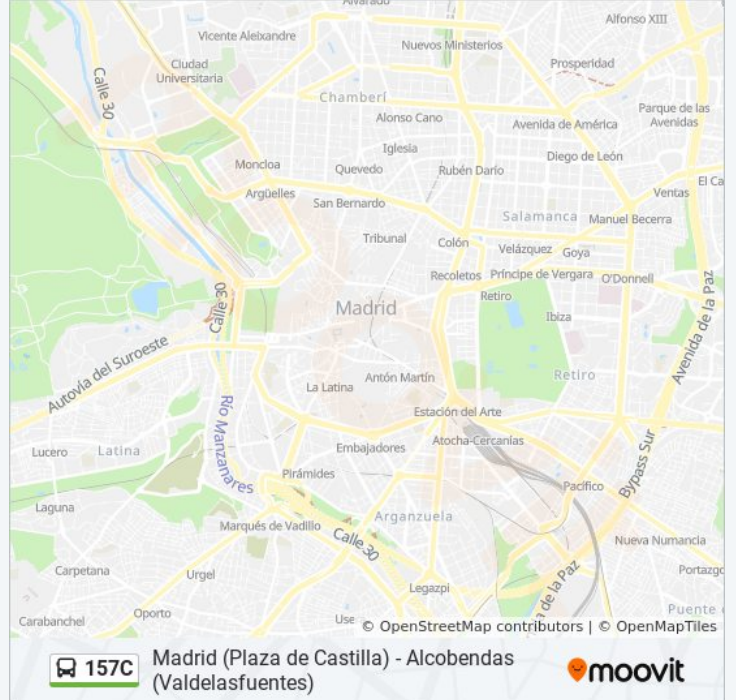 Alvarado
Alfonso XIII
Vicente Aleixandre
Nuevos Ministerios
Ciudad
Universitaria
Prosperidad
Calle 30
Chamberí
Parque de las
Avenidas
Alonso Cano
Avenida de América
Iglesia
Diego de León
Moncloa
Quevedo
Rubén Darío
El Ca
Argüelles
Ventas
San Bernardo
Salamanca
Manuel Becerra
Tribunal
Colón
Velázquez
Goya
Recoletos
Príncipe de Vergara
O'Donnell
Calle 30
Retiro
Madrid
Ibiza
Avenida de la Paz
Autovía del Suroeste
Retiro
La Latina
Antón Martín
Río Manzanares
Estación del Arte
Atocha-Cercanías
Lucero
Latina
Embajadores
Bypass Sur
Pirámides
Pacífico
Laguna
Arganzuela
Marqués de Vadillo
Calle 30
Nueva Numancia
Carpetana
Urgel
Portazgo
Legazpi
a de la Paz
Oporto
Puente
Carabanchel
Use
© OpenStreetMap contributors | © OpenMapTiles
157C
Madrid (Plaza de Castilla) - Alcobendas
(Valdelasfuentes)
moovit